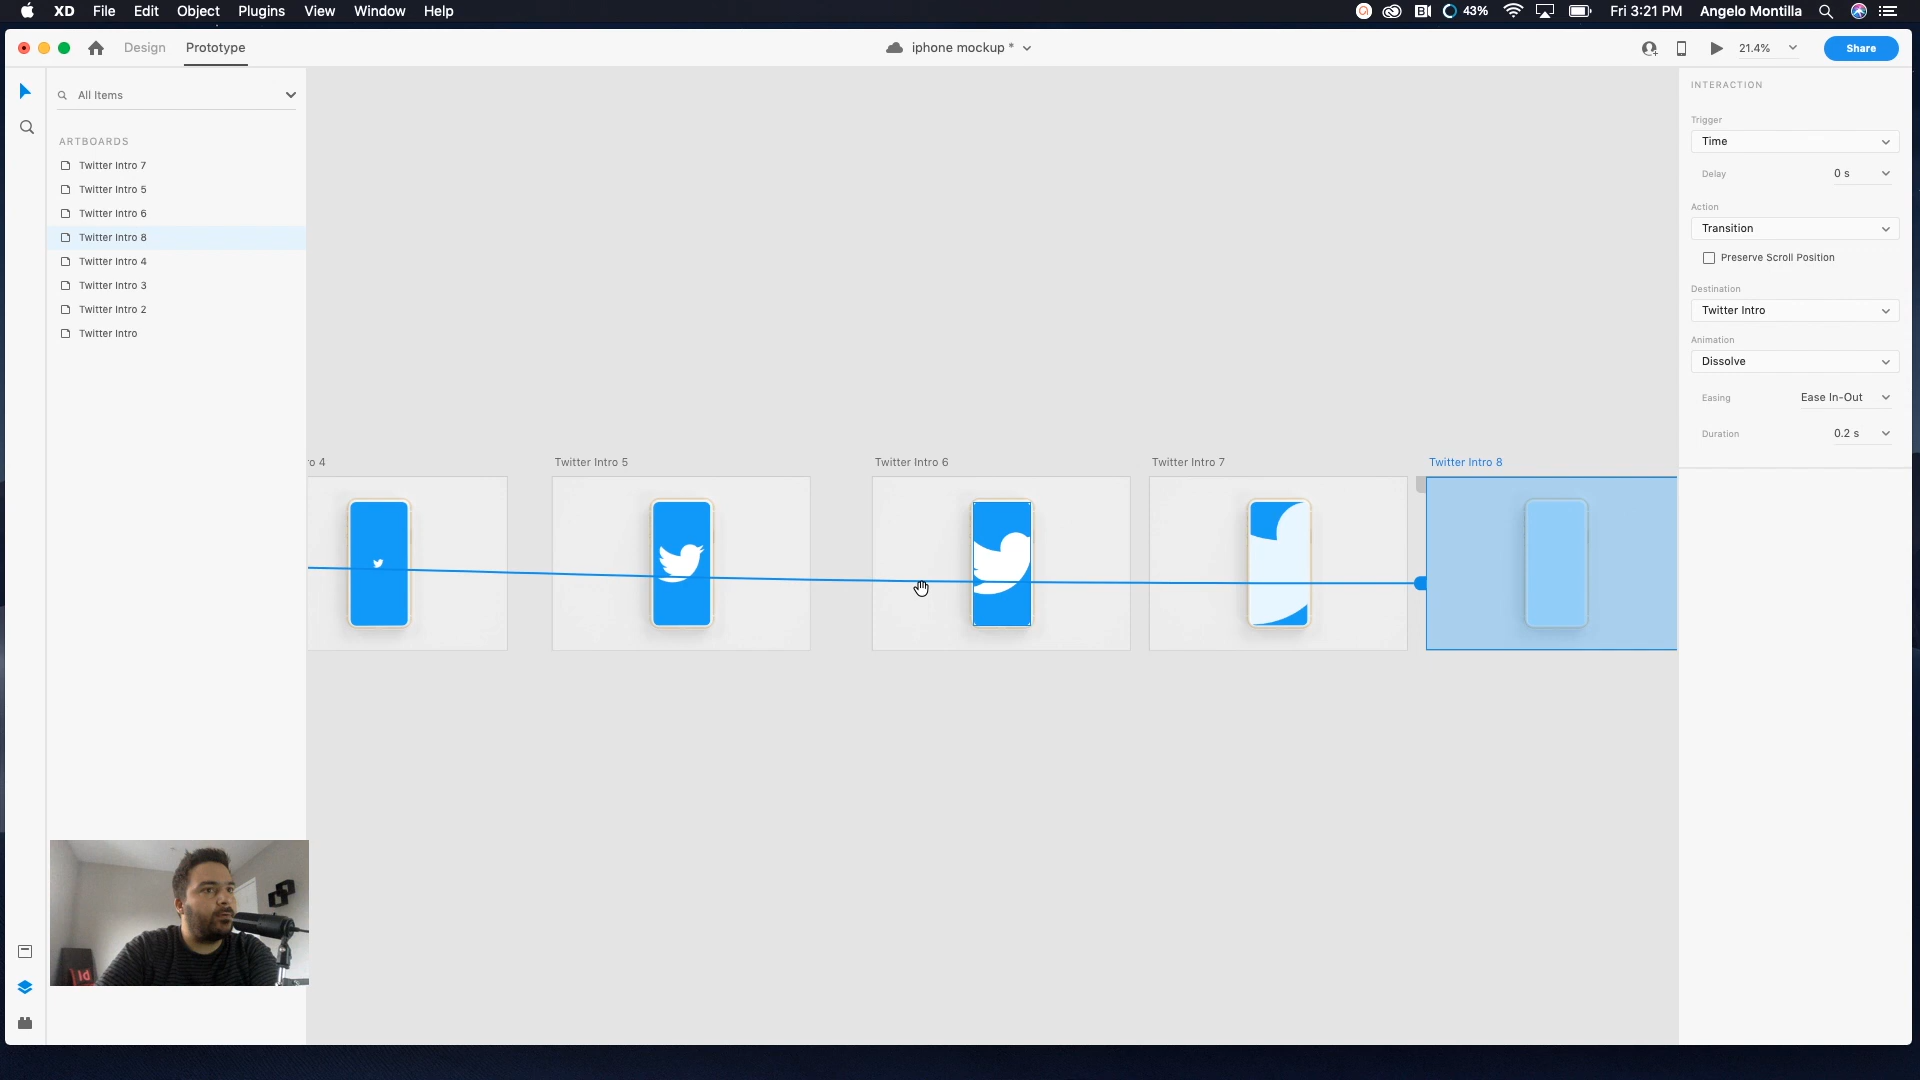 XD File Edit Object Plugins View Window Help
43% Fri 3:21 PM Angelo Montilla
Design Prototype
iphone mockup *
21.4%
Share
All Items
ARTBOARDS
Twitter Intro 7
Twitter Intro 5
Twitter Intro 6
Twitter Intro 8
Twitter Intro 4
Twitter Intro 3
Twitter Intro 2
Twitter Intro
ro 4
Twitter Intro 5
Twitter Intro 6
Twitter Intro 7
Twitter Intro 8
INTERACTION
Trigger
Time
Delay 0 s
Action
Transition
Preserve Scroll Position
Destination
Twitter Intro
Animation
Dissolve
Easing Ease In-Out
Duration 0.2 s
Id